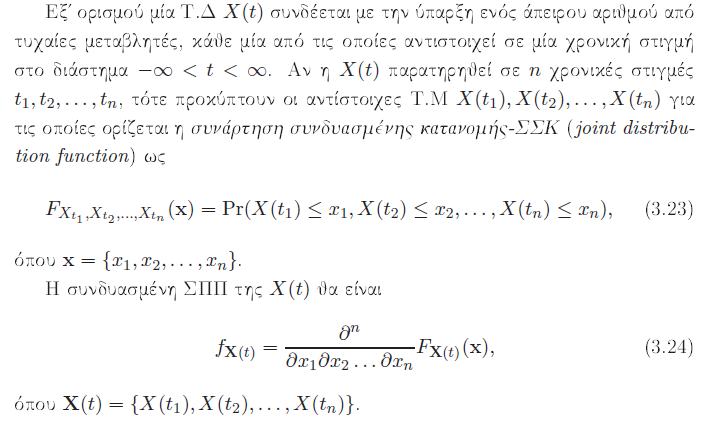 Εξ' ορισμού μία Τ.Δ X(t) συνδέεται με την ύπαρξη ενός άπειρου αριθμού από
τυχαίες μεταβλητές, κάθε μία από τις οποίες αντιστοιχεί σε μία χρονική στιγμή
στο διάστημα −∞ < t < ∞. Αν η X(t) παρατηρηθεί σε n χρονικές στιγμές
t₁, t₂, . . . , tₙ, τότε προκύπτουν οι αντίστοιχες Τ.Μ X(t₁), X(t₂), . . . , X(tₙ) για
τις οποίες ορίζεται η συνάρτηση συνδυασμένης κατανομής-ΣΣΚ (joint distribu-
tion function) ως
F_{X_{t₁},X_{t₂},...,X_{tₙ}}(x) = Pr(X(t₁) ≤ x₁, X(t₂) ≤ x₂, . . . , X(tₙ) ≤ xₙ), (3.23)
όπου x = {x₁, x₂, . . . , xₙ}.
Η συνδυασμένη ΣΠΠ της X(t) θα είναι
f_{X(t)} = ∂ⁿ / ∂x₁∂x₂ . . . ∂xₙ F_{X(t)}(x), (3.24)
όπου X(t) = {X(t₁), X(t₂), . . . , X(tₙ)}.